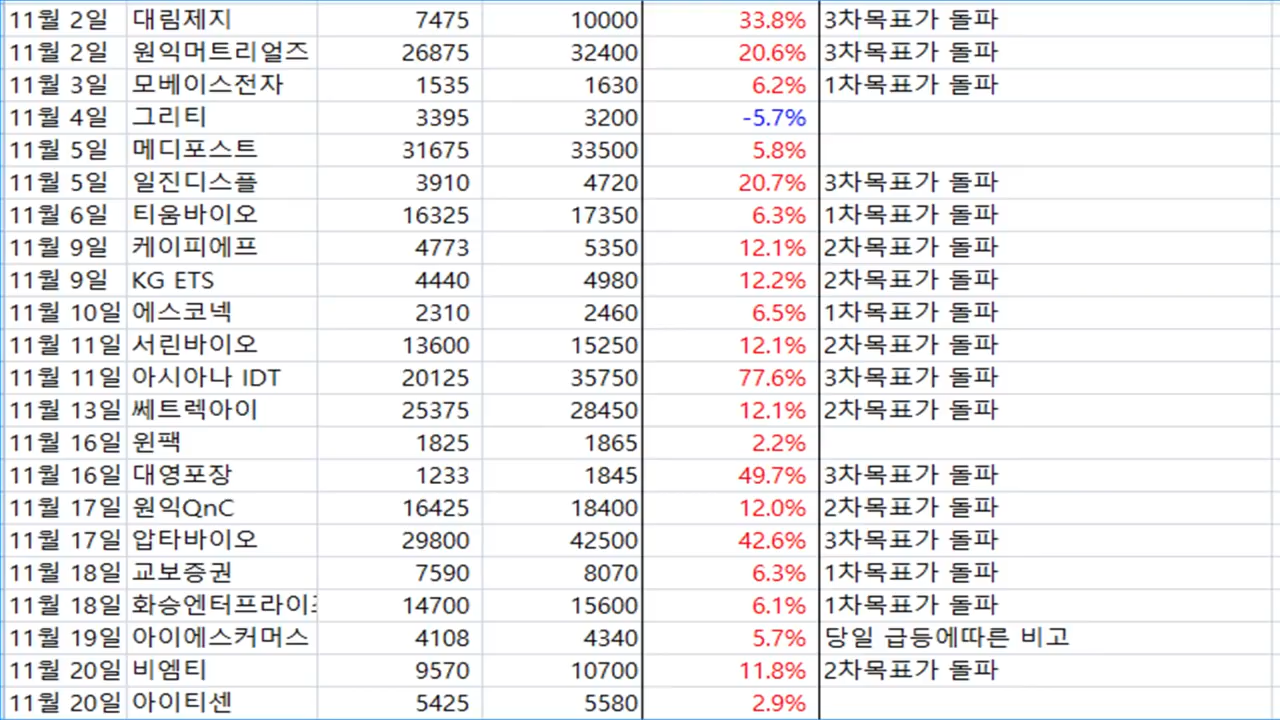 11월 2일 대림제지 7475 10000 33.8% 3차목표가 돌파
11월 2일 원익머트리얼즈 26875 32400 20.6% 3차목표가 돌파
11월 3일 모베이스전자 1535 1630 6.2% 1차목표가 돌파
11월 4일 그리티 3395 3200 -5.7%
11월 5일 메디포스트 31675 33500 5.8%
11월 5일 일진디스플 3910 4720 20.7% 3차목표가 돌파
11월 6일 티움바이오 16325 17350 6.3% 1차목표가 돌파
11월 9일 케이피에프 4773 5350 12.1% 2차목표가 돌파
11월 9일 KG ETS 4440 4980 12.2% 2차목표가 돌파
11월 10일 에스코넥 2310 2460 6.5% 1차목표가 돌파
11월 11일 서린바이오 13600 15250 12.1% 2차목표가 돌파
11월 11일 아시아나 IDT 20125 35750 77.6% 3차목표가 돌파
11월 13일 쎄트렉아이 25375 28450 12.1% 2차목표가 돌파
11월 16일 윈팩 1825 1865 2.2%
11월 16일 대영포장 1233 1845 49.7% 3차목표가 돌파
11월 17일 원익QnC 16425 18400 12.0% 2차목표가 돌파
11월 17일 압타바이오 29800 42500 42.6% 3차목표가 돌파
11월 18일 교보증권 7590 8070 6.3% 1차목표가 돌파
11월 18일 화승엔터프라이즈 14700 15600 6.1% 1차목표가 돌파
11월 19일 아이에스커머스 4108 4340 5.7% 당일 급등에따른 비고
11월 20일 비엠티 9570 10700 11.8% 2차목표가 돌파
11월 20일 아이티센 5425 5580 2.9%